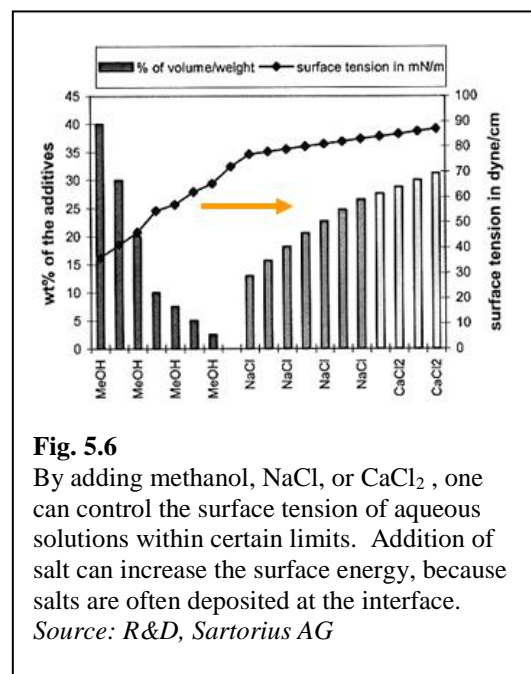 % of volume/weight surface tension in mN/m
45
40
35
30
25
20
15
10
5
0
wt% of the additives
100
90
80
70
60
50
40
30
20
10
0
surface tension in dyne/cm
MeOH
MeOH
MeOH
MeOH
NaCl
NaCl
NaCl
NaCl
CaCl2
CaCl2
Fig. 5.6
By adding methanol, NaCl, or CaCl₂ , one
can control the surface tension of aqueous
solutions within certain limits. Addition of
salt can increase the surface energy, because
salts are often deposited at the interface.
Source: R&D, Sartorius AG